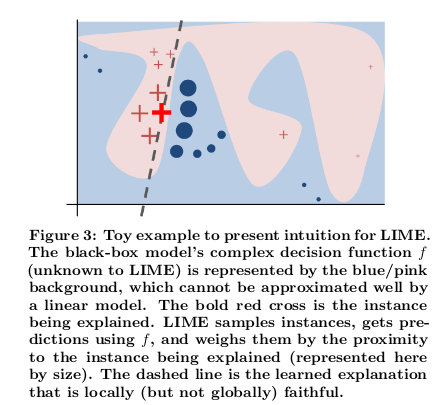 Figure 3: Toy example to present intuition for LIME.
The black-box model's complex decision function f
(unknown to LIME) is represented by the blue/pink
background, which cannot be approximated well by
a linear model. The bold red cross is the instance
being explained. LIME samples instances, gets pre-
dictions using f, and weighs them by the proximity
to the instance being explained (represented here
by size). The dashed line is the learned explanation
that is locally (but not globally) faithful.